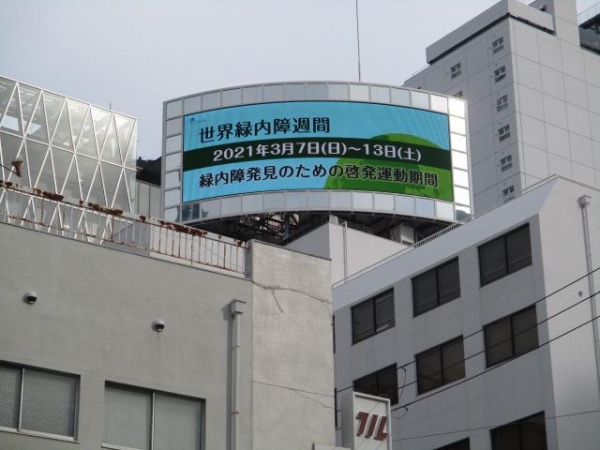 世界緑内障週間
2021年3月7日(日)~13日(土)
緑内障発見のための啓発運動期間